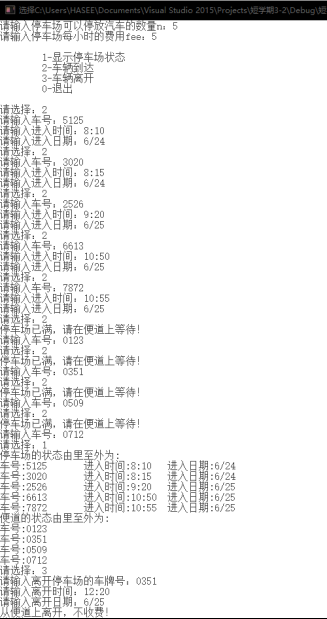 选择C:\Users\HASEE\Documents\Visual Studio 2015\Projects\短学期3-2\Debug\短
请输入停车场可以停放汽车的数量n：5
请输入停车场每小时的费用fee：5
1-显示停车场状态
2-车辆到达
3-车辆离开
0-退出
请选择：2
请输入车号：5125
请输入进入时间：8:10
请输入进入日期：6/24
请选择：2
请输入车号：3020
请输入进入时间：8:15
请输入进入日期：6/24
请选择：2
请输入车号：2526
请输入进入时间：9:20
请输入进入日期：6/25
请选择：2
请输入车号：6613
请输入进入时间：10:50
请输入进入日期：6/25
请选择：2
请输入车号：7872
请输入进入时间：10:55
请输入进入日期：6/25
请选择：2
停车场已满，请在便道上等待!
请输入车号：0123
请选择：2
停车场已满，请在便道上等待!
请输入车号：0351
请选择：2
停车场已满，请在便道上等待!
请输入车号：0509
请选择：2
停车场已满，请在便道上等待!
请输入车号：0712
请选择：1
停车场的状态由里至外为:
车号:5125 进入时间:8:10 进入日期:6/24
车号:3020 进入时间:8:15 进入日期:6/24
车号:2526 进入时间:9:20 进入日期:6/25
车号:6613 进入时间:10:50 进入日期:6/25
车号:7872 进入时间:10:55 进入日期:6/25
便道的状态由里至外为:
车号:0123
车号:0351
车号:0509
车号:0712
请选择：3
请输入离开停车场的车牌号：0351
请输入离开时间：12:20
请输入离开日期：6/25
从便道上离开，不收费!